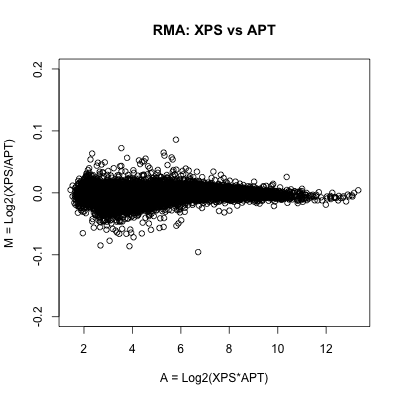 RMA: XPS vs APT
0.2
0.1
0.0
-0.1
-0.2
M = Log2(XPS/APT)
2 4 6 8 10 12
A = Log2(XPS*APT)